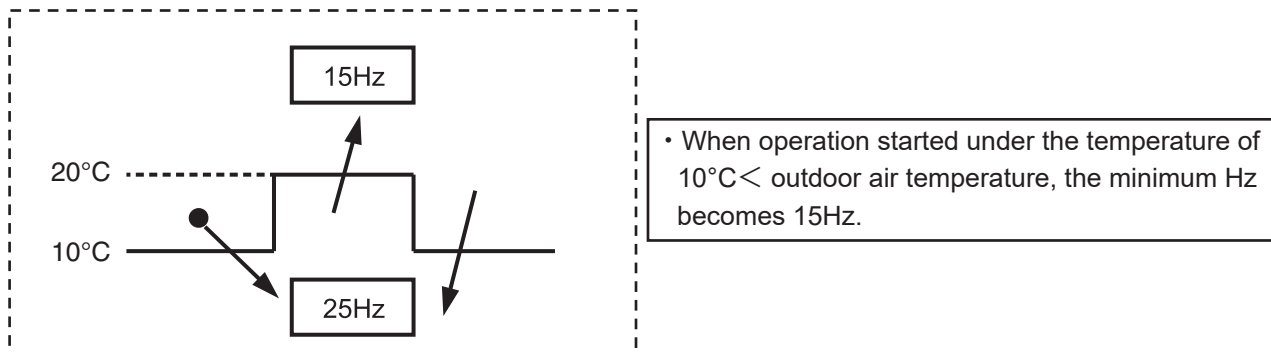 15Hz
20°C
10°C
25Hz
・When operation started under the temperature of
10°C＜ outdoor air temperature, the minimum Hz
becomes 15Hz.